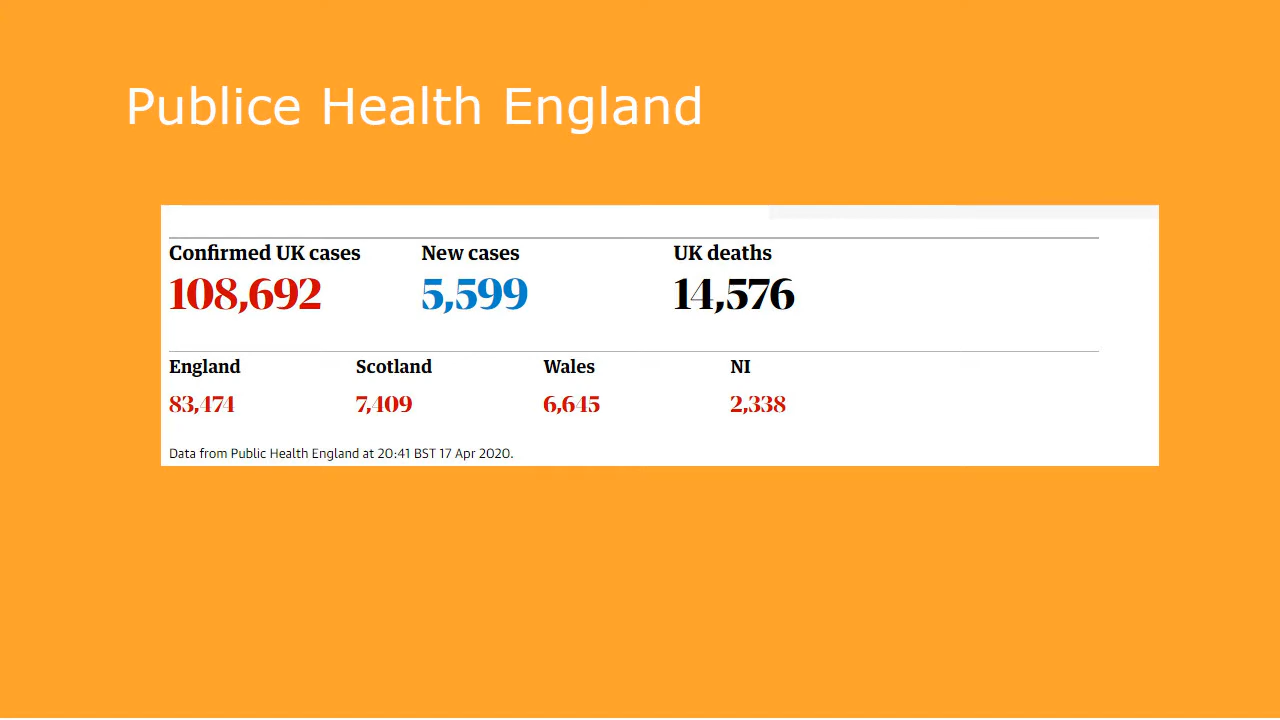 Publice Health England
Confirmed UK cases New cases UK deaths
108,692 5,599 14,576
England Scotland Wales NI
83,474 7,409 6,645 2,338
Data from Public Health England at 20:41 BST 17 Apr 2020.